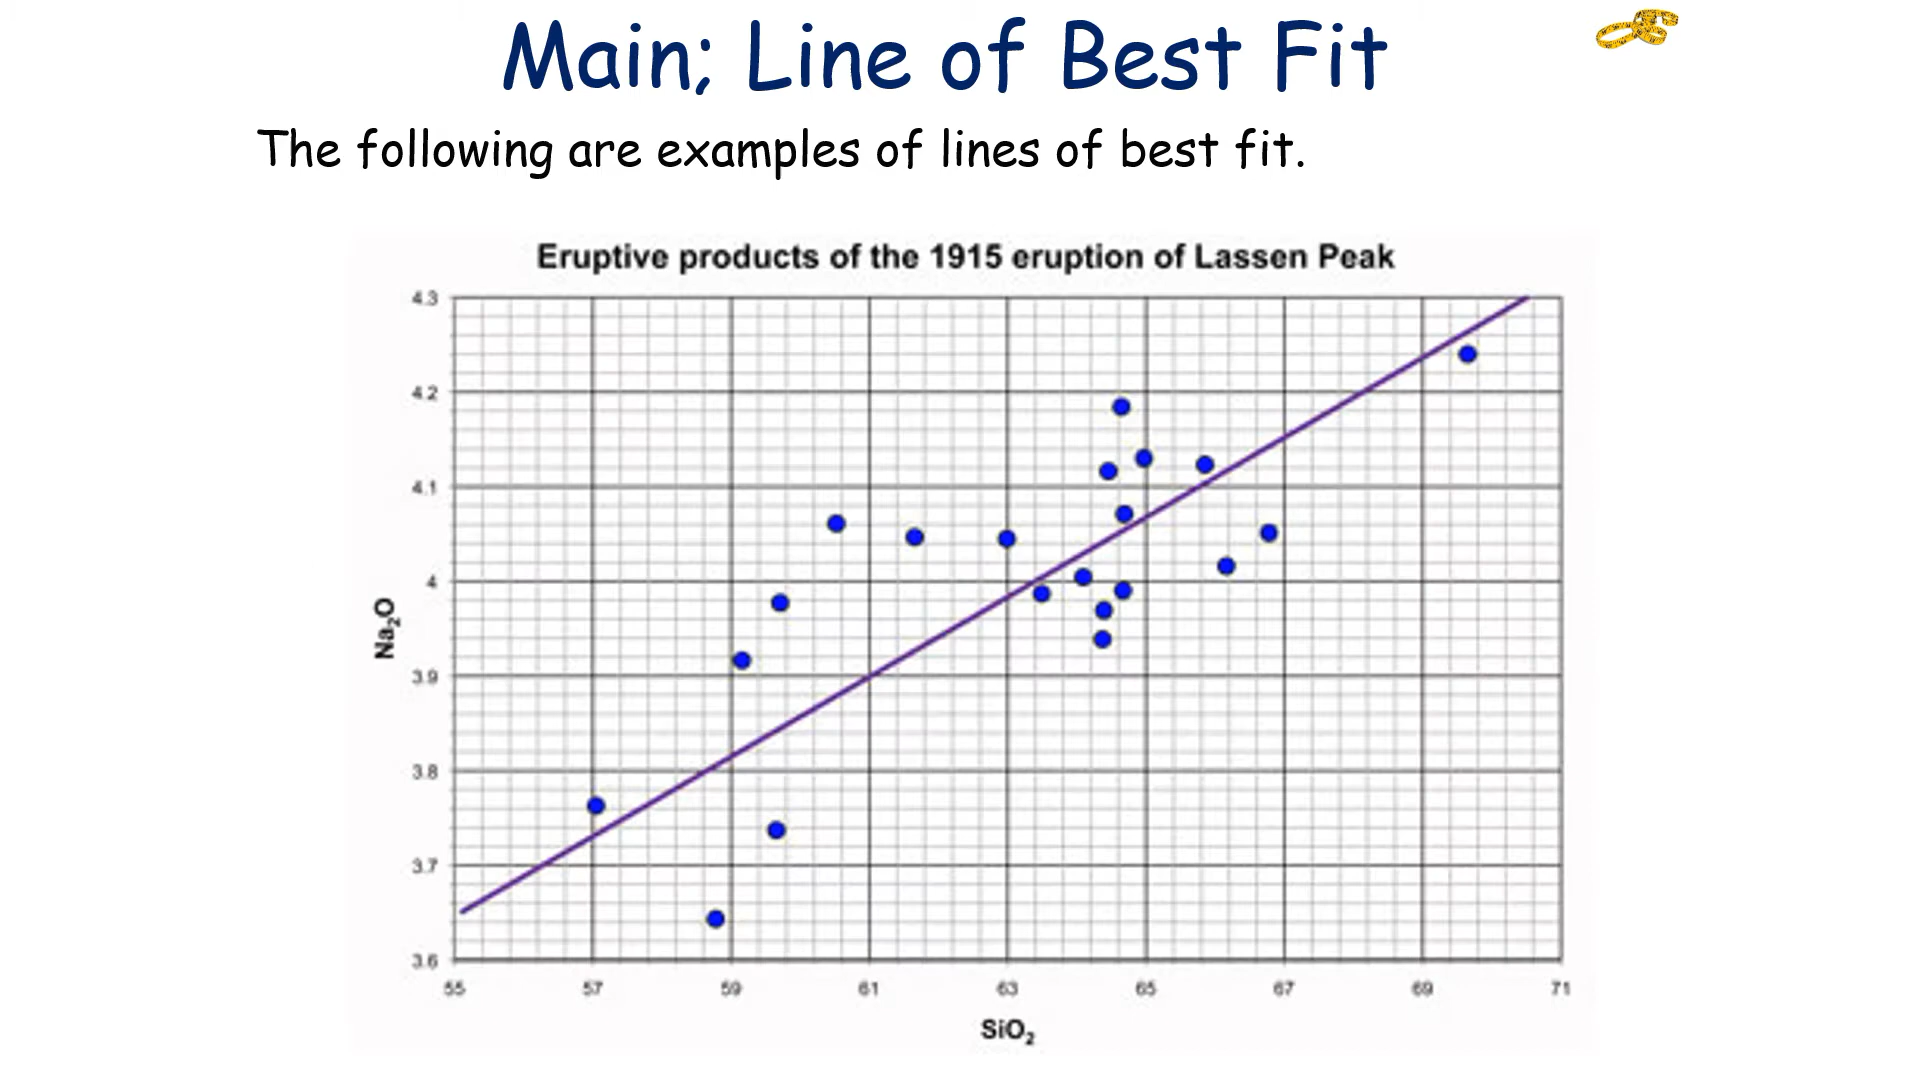 Main; Line of Best Fit
The following are examples of lines of best fit.
Eruptive products of the 1915 eruption of Lassen Peak
4.3
4.2
4.1
4
3.9
3.8
3.7
3.6
Na₂O
55 57 59 61 63 65 67 69 71
SiO₂